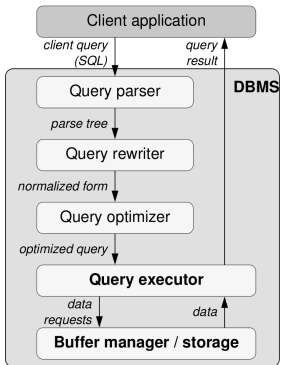 Client application
client query
(SQL)
query
result
DBMS
Query parser
parse tree
Query rewriter
normalized form
Query optimizer
optimized query
Query executor
data
requests
data
Buffer manager / storage